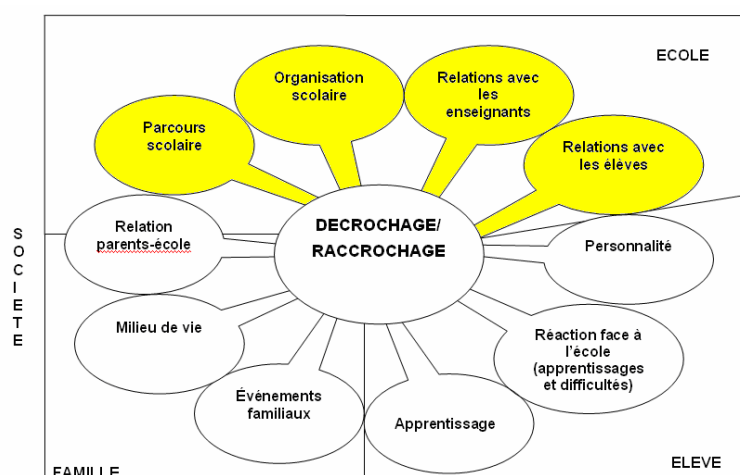 ECOLE
Organisation
scolaire
Relations avec
les
enseignants
Parcours
scolaire
Relations avec
les élèves
DECROCHAGE/
RACCROCHAGE
Relation
parents-école
Personnalité
SOCIETE
Milieu de vie
Réaction face à
l'école
(apprentissages
et difficultés)
Événements
familiaux
Apprentissage
FAMILLE
ELEVE